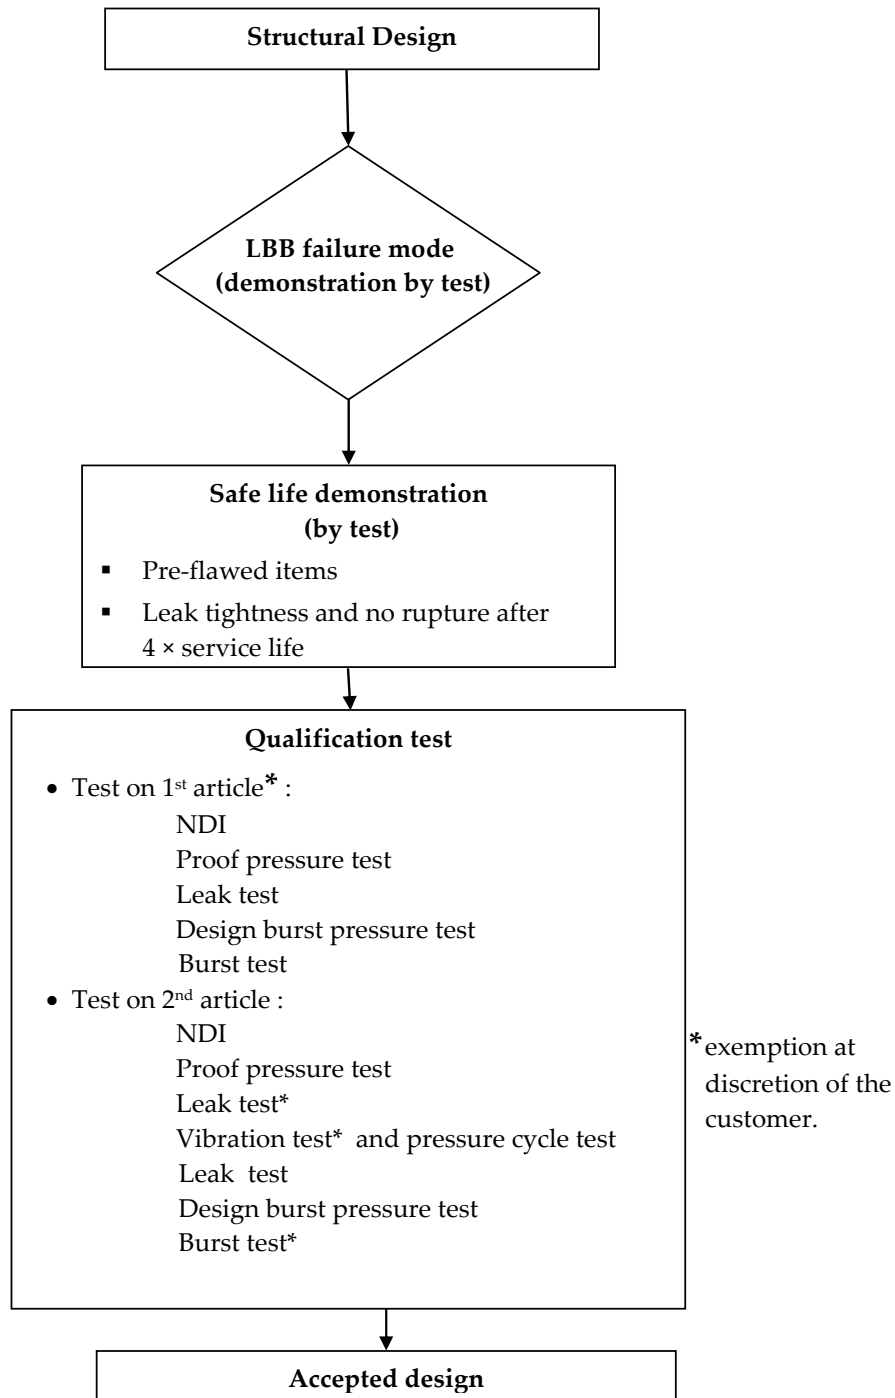 Structural Design
LBB failure mode
(demonstration by test)
Safe life demonstration
(by test)
▪ Pre-flawed items
▪ Leak tightness and no rupture after
4 × service life
Qualification test
• Test on 1st article* :
NDI
Proof pressure test
Leak test
Design burst pressure test
Burst test
• Test on 2nd article :
NDI
Proof pressure test
Leak test*
Vibration test* and pressure cycle test
Leak test
Design burst pressure test
Burst test*
*exemption at
discretion of the
customer.
Accepted design